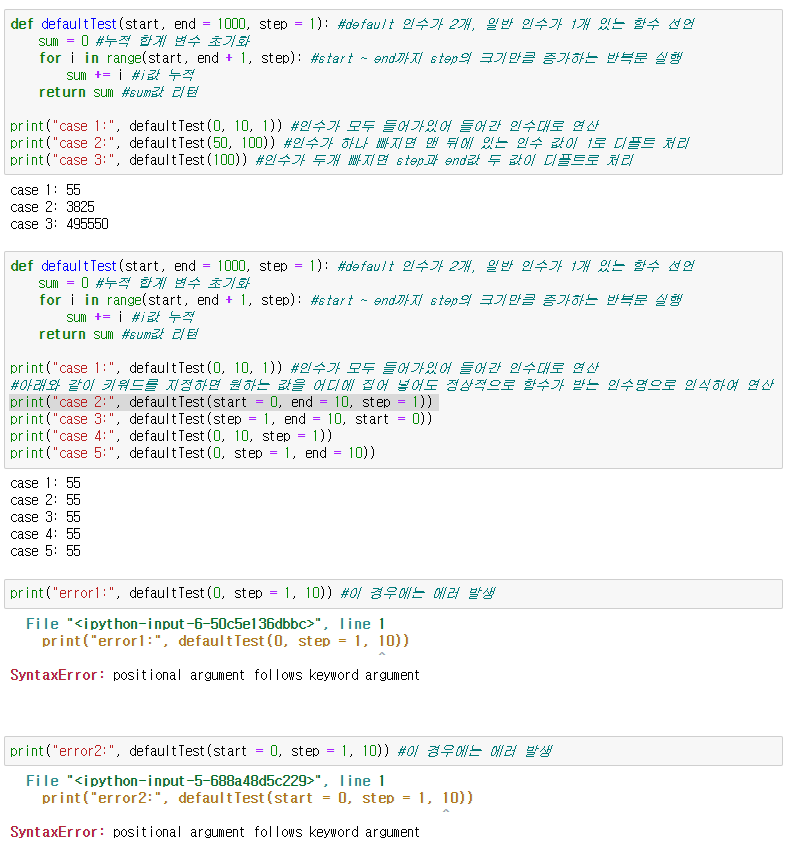 def defaultTest(start, end = 1000, step = 1): #default 인수가 2개, 일반 인수가 1개 있는 함수 선언
    sum = 0 #누적 합계 변수 초기화
    for i in range(start, end + 1, step): #start ~ end까지 step의 크기만큼 증가하는 반복문 실행
        sum += i #i값 누적
    return sum #sum값 리턴

print("case 1:", defaultTest(0, 10, 1)) #인수가 모두 들어가있어 들어간 인수대로 연산
print("case 2:", defaultTest(50, 100)) #인수가 하나 빠지면 맨 뒤에 있는 인수 값이 1로 디폴트 처리
print("case 3:", defaultTest(100)) #인수가 두개 빠지면 step과 end값 두 값이 디폴트로 처리
case 1: 55
case 2: 3825
case 3: 495550
def defaultTest(start, end = 1000, step = 1): #default 인수가 2개, 일반 인수가 1개 있는 함수 선언
    sum = 0 #누적 합계 변수 초기화
    for i in range(start, end + 1, step): #start ~ end까지 step의 크기만큼 증가하는 반복문 실행
        sum += i #i값 누적
    return sum #sum값 리턴

print("case 1:", defaultTest(0, 10, 1)) #인수가 모두 들어가있어 들어간 인수대로 연산
#아래와 같이 키워드를 지정하면 원하는 값을 어디에 집어 넣어도 정상적으로 함수가 받는 인수명으로 인식하여 연산
print("case 2:", defaultTest(start = 0, end = 10, step = 1))
print("case 3:", defaultTest(step = 1, end = 10, start = 0))
print("case 4:", defaultTest(0, 10, step = 1))
print("case 5:", defaultTest(0, step = 1, end = 10))
case 1: 55
case 2: 55
case 3: 55
case 4: 55
case 5: 55
print("error1:", defaultTest(0, step = 1, 10)) #이 경우에는 에러 발생
  File "<ipython-input-6-50c5e136dbbc>", line 1
    print("error1:", defaultTest(0, step = 1, 10))
                                              ^
SyntaxError: positional argument follows keyword argument
print("error2:", defaultTest(start = 0, step = 1, 10)) #이 경우에는 에러 발생
  File "<ipython-input-5-688a48d5c229>", line 1
    print("error2:", defaultTest(start = 0, step = 1, 10))
                                                      ^
SyntaxError: positional argument follows keyword argument